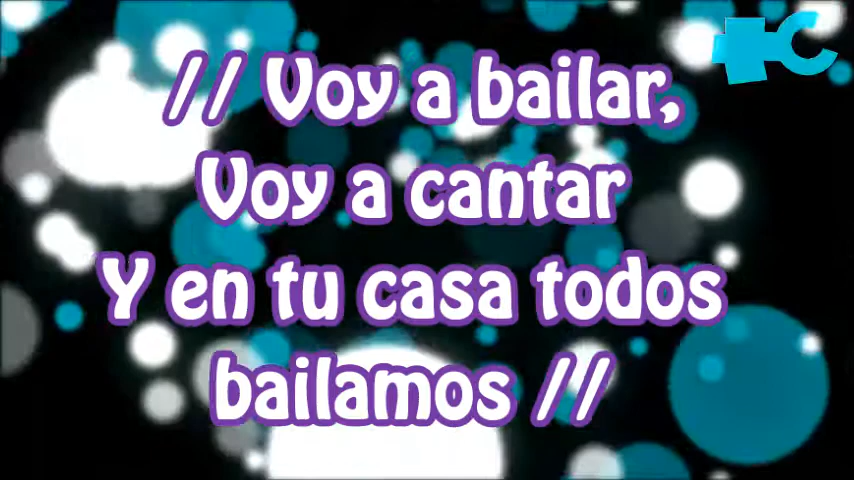 // Voy a bailar,
Voy a cantar
Y en tu casa todos
bailamos //